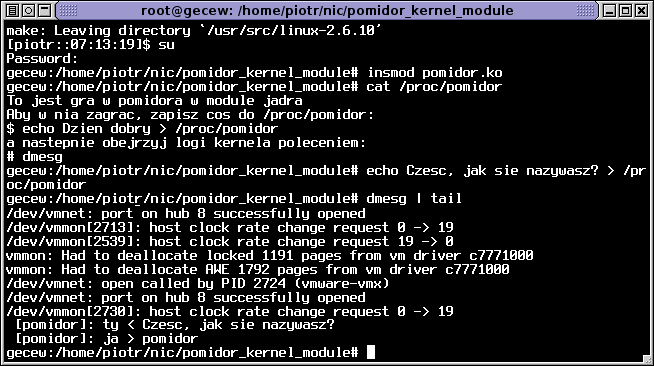 root@gecew: /home/piotr/nic/pomidor_kernel_module
make: Leaving directory `/usr/src/linux-2.6.10'
[piotr::07:13:19]$ su
Password:
gecew:/home/piotr/nic/pomidor_kernel_module# insmod pomidor.ko
gecew:/home/piotr/nic/pomidor_kernel_module# cat /proc/pomidor
To jest gra w pomidora w module jadra
Aby w nia zagrac, zapisz cos do /proc/pomidor:
$ echo Dzien dobry > /proc/pomidor
a nastepnie obejrzyj logi kernela poleceniem:
# dmesg
gecew:/home/piotr/nic/pomidor_kernel_module# echo Czesc, jak sie nazywasz? > /pr
oc/pomidor
gecew:/home/piotr/nic/pomidor_kernel_module# dmesg | tail
/dev/vmnet: port on hub 8 successfully opened
/dev/vmmon[2713]: host clock rate change request 0 -> 19
/dev/vmmon[2539]: host clock rate change request 19 -> 0
vmmon: Had to deallocate locked 1191 pages from vm driver c7771000
vmmon: Had to deallocate AWE 1792 pages from vm driver c7771000
/dev/vmnet: open called by PID 2724 (vmware-vmx)
/dev/vmnet: port on hub 8 successfully opened
/dev/vmmon[2730]: host clock rate change request 0 -> 19
[pomidor]: ty < Czesc, jak sie nazywasz?
[pomidor]: ja > pomidor
gecew:/home/piotr/nic/pomidor_kernel_module#